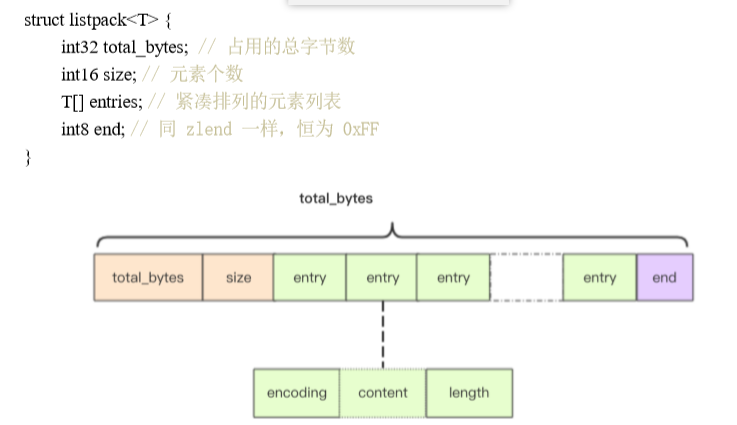 struct listpack<T> {
int32 total_bytes; // 占用的总字节数
int16 size; // 元素个数
T[] entries; // 紧凑排列的元素列表
int8 end; // 同 zlend 一样，恒为 0xFF
}
total_bytes
total_bytes size entry entry entry entry end
encoding content length